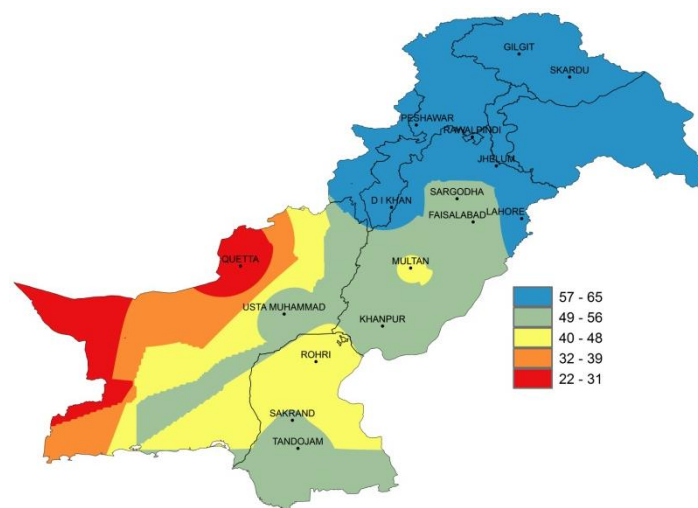 GILGIT
SKARDU
PESHAWAR
RAWALPINDI
JHELUM
SARGODHA
D I KHAN
FAISALABAD
LAHORE
QUETTA
MULTAN
USTA MUHAMMAD
KHANPUR
ROHRI
SAKRAND
TANDOJAM
57 - 65
49 - 56
40 - 48
32 - 39
22 - 31